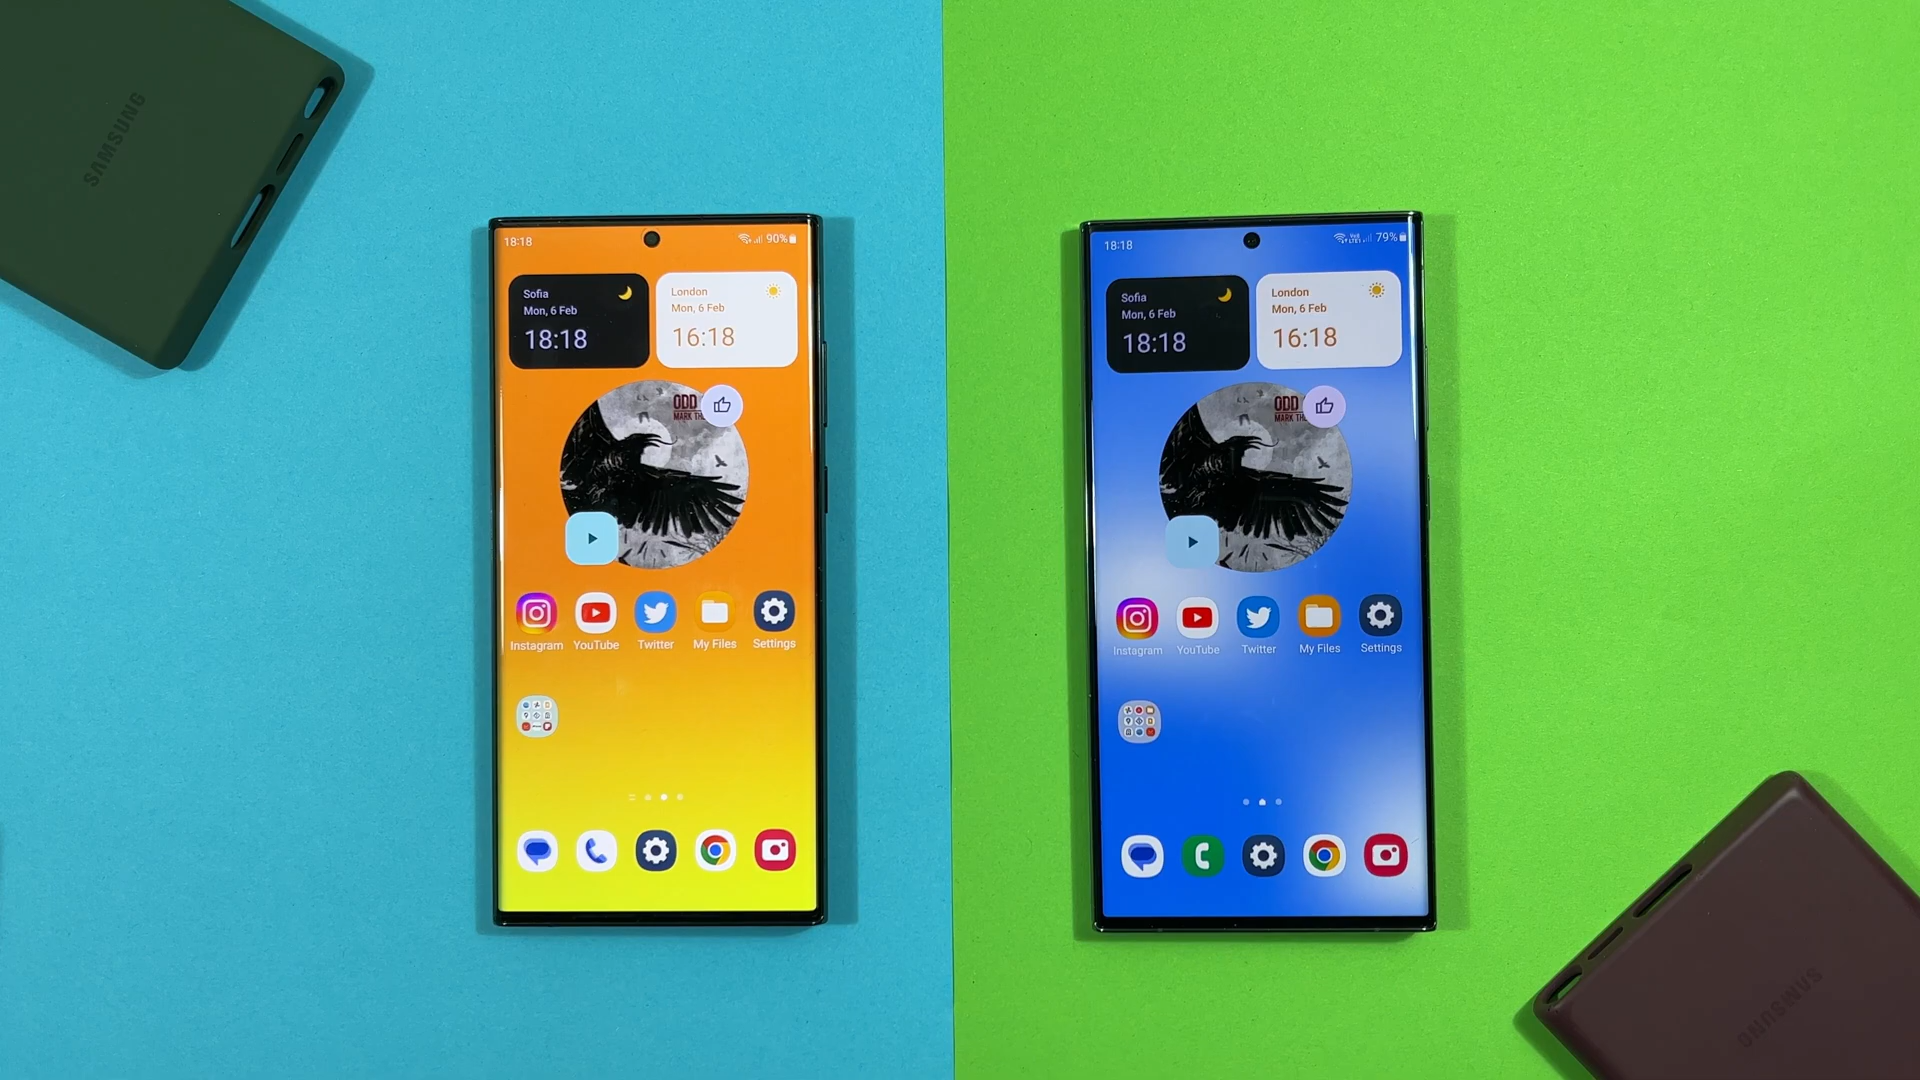 SAMSUNG
18:18
90%
Sofia
Mon, 6 Feb
18:18
London
Mon, 6 Feb
16:18
ODD
MARK TH
Instagram
YouTube
Twitter
My Files
Settings
18:18
79%
Sofia
Mon, 6 Feb
18:18
London
Mon, 6 Feb
16:18
ODD
MARK TH
Instagram
YouTube
Twitter
My Files
Settings
SAMSUNG